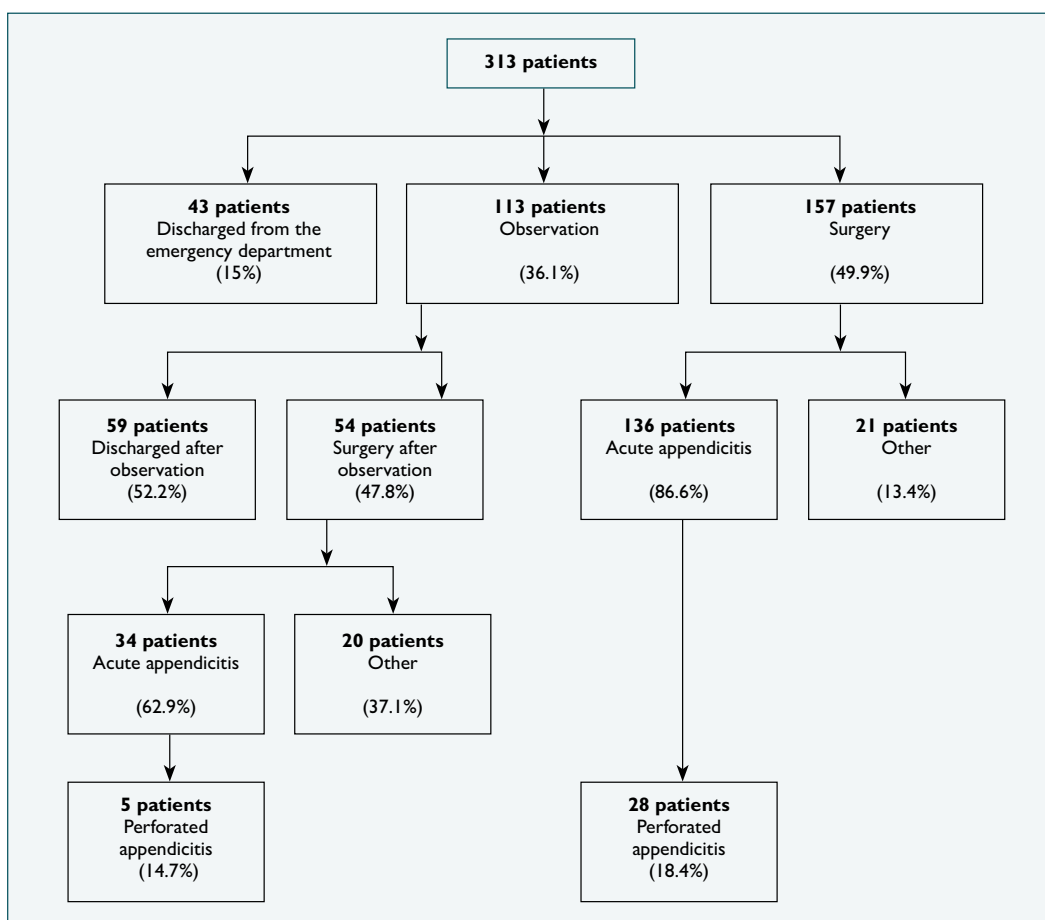 313 patients
43 patients
Discharged from the
emergency department
(15%)
113 patients
Observation
(36.1%)
157 patients
Surgery
(49.9%)
59 patients
Discharged after
observation
(52.2%)
54 patients
Surgery after
observation
(47.8%)
136 patients
Acute appendicitis
(86.6%)
21 patients
Other
(13.4%)
34 patients
Acute appendicitis
(62.9%)
20 patients
Other
(37.1%)
5 patients
Perforated
appendicitis
(14.7%)
28 patients
Perforated
appendicitis
(18.4%)